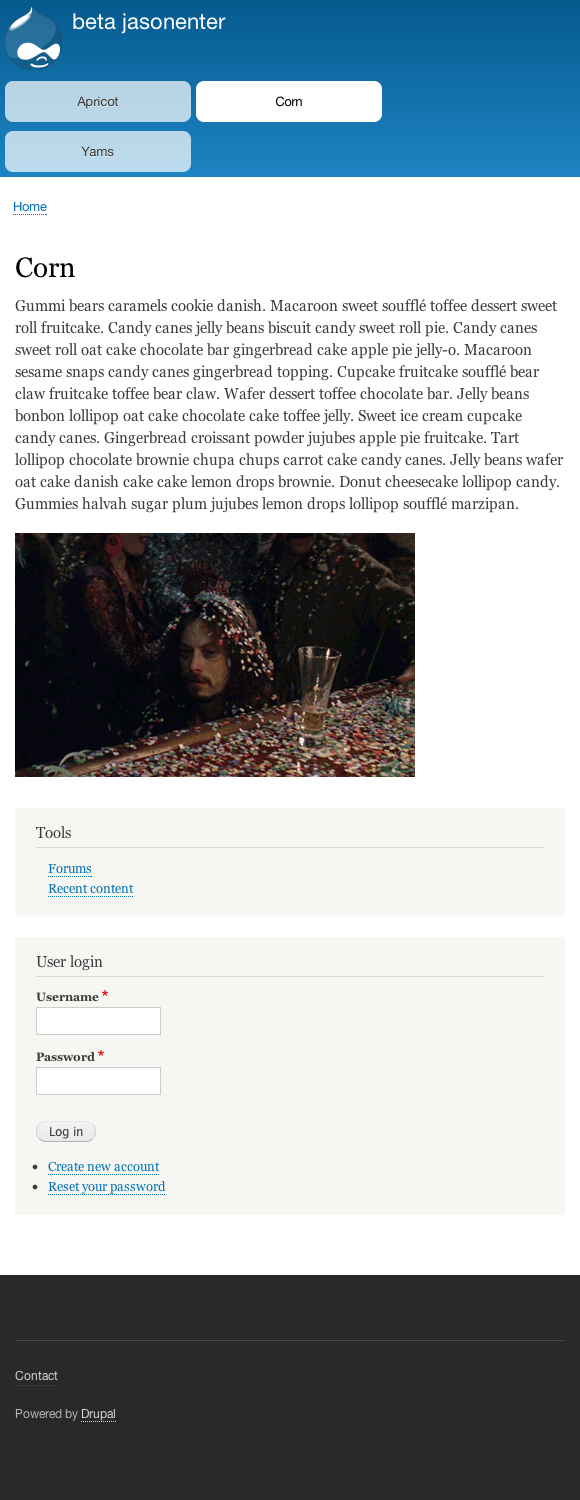 beta jasonenter
Apricot
Corn
Yams
Home
Corn
Gummi bears caramels cookie danish. Macaroon sweet soufflé toffee dessert sweet
roll fruitcake. Candy canes jelly beans biscuit candy sweet roll pie. Candy canes
sweet roll oat cake chocolate bar gingerbread cake apple pie jelly-o. Macaroon
sesame snaps candy canes gingerbread topping. Cupcake fruitcake soufflé bear
claw fruitcake toffee bear claw. Wafer dessert toffee chocolate bar. Jelly beans
bonbon lollipop oat cake chocolate cake toffee jelly. Sweet ice cream cupcake
candy canes. Gingerbread croissant powder jujubes apple pie fruitcake. Tart
lollipop chocolate brownie chupa chups carrot cake candy canes. Jelly beans wafer
oat cake danish cake cake lemon drops brownie. Donut cheesecake lollipop candy.
Gummies halvah sugar plum jujubes lemon drops lollipop soufflé marzipan.
Tools
Forums
Recent content
User login
Username *
Password *
Log in
Create new account
Reset your password
Contact
Powered by Drupal